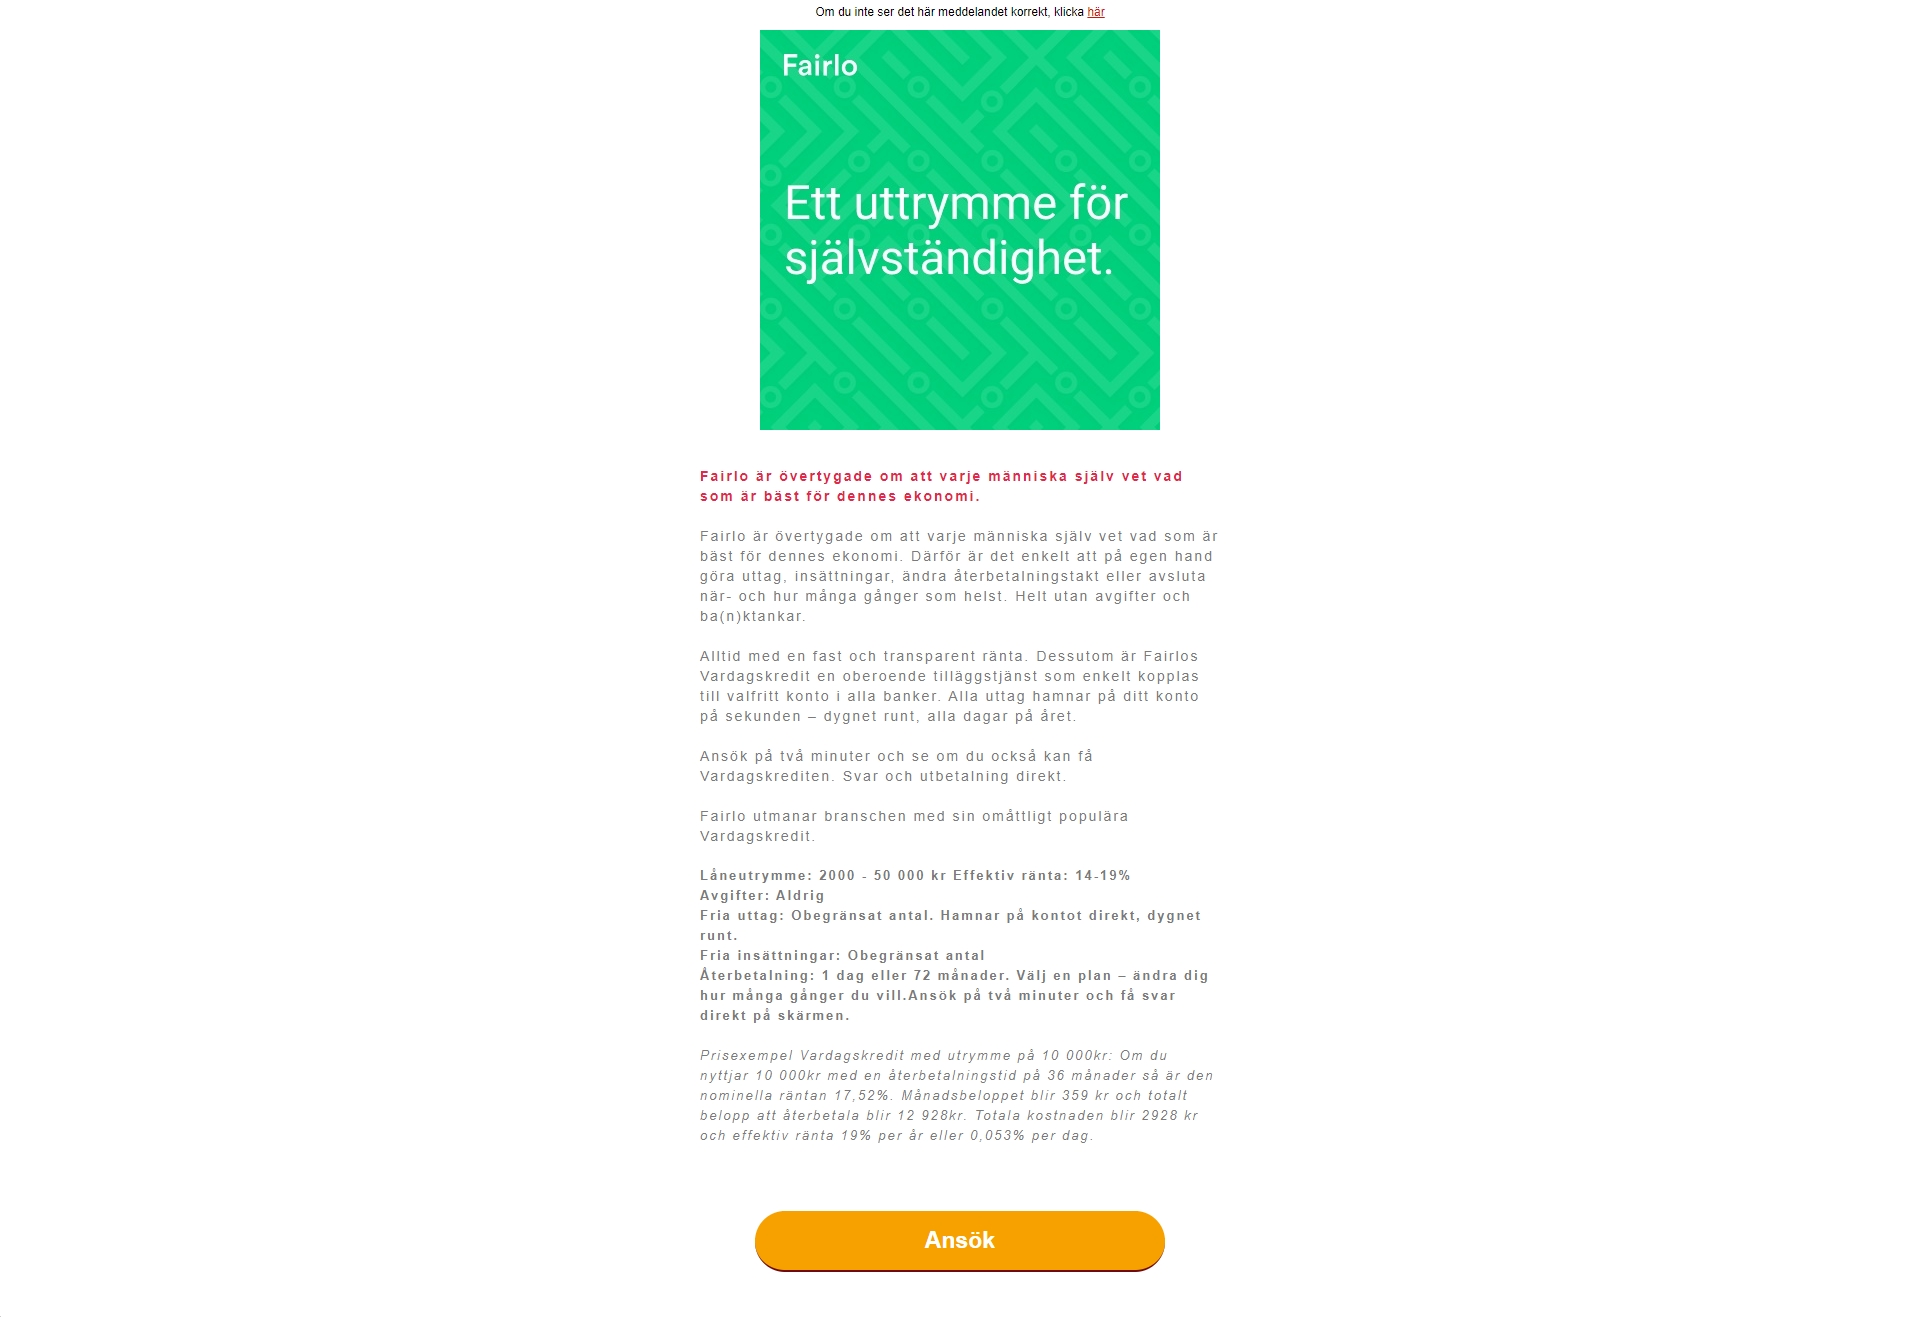 Om du inte ser det här meddelandet korrekt, klicka här
Fairlo
Ett uttrymme för
självständighet.
Fairlo är övertygade om att varje människa själv vet vad
som är bäst för dennes ekonomi.
Fairlo är övertygade om att varje människa själv vet vad som är
bäst för dennes ekonomi. Därför är det enkelt att på egen hand
göra uttag, insättningar, ändra återbetalningstakt eller avsluta
när- och hur många gånger som helst. Helt utan avgifter och
ba(n)ktankar.
Alltid med en fast och transparent ränta. Dessutom är Fairlos
Vardagskredit en oberoende tilläggstjänst som enkelt kopplas
till valfritt konto i alla banker. Alla uttag hamnar på ditt konto
på sekunden – dygnet runt, alla dagar på året.
Ansök på två minuter och se om du också kan få
Vardagskrediten. Svar och utbetalning direkt.
Fairlo utmanar branschen med sin omåttligt populära
Vardagskredit.
Låneutrymme: 2000 - 50 000 kr Effektiv ränta: 14-19%
Avgifter: Aldrig
Fria uttag: Obegränsat antal. Hamnar på kontot direkt, dygnet
runt.
Fria insättningar: Obegränsat antal
Återbetalning: 1 dag eller 72 månader. Välj en plan – ändra dig
hur många gånger du vill.Ansök på två minuter och få svar
direkt på skärmen.
Prisexempel Vardagskredit med utrymme på 10 000kr: Om du
nyttjar 10 000kr med en återbetalningstid på 36 månader så är den
nominella räntan 17,52%. Månadsbeloppet blir 359 kr och totalt
belopp att återbetala blir 12 928kr. Totala kostnaden blir 2928 kr
och effektiv ränta 19% per år eller 0,053% per dag.
Ansök